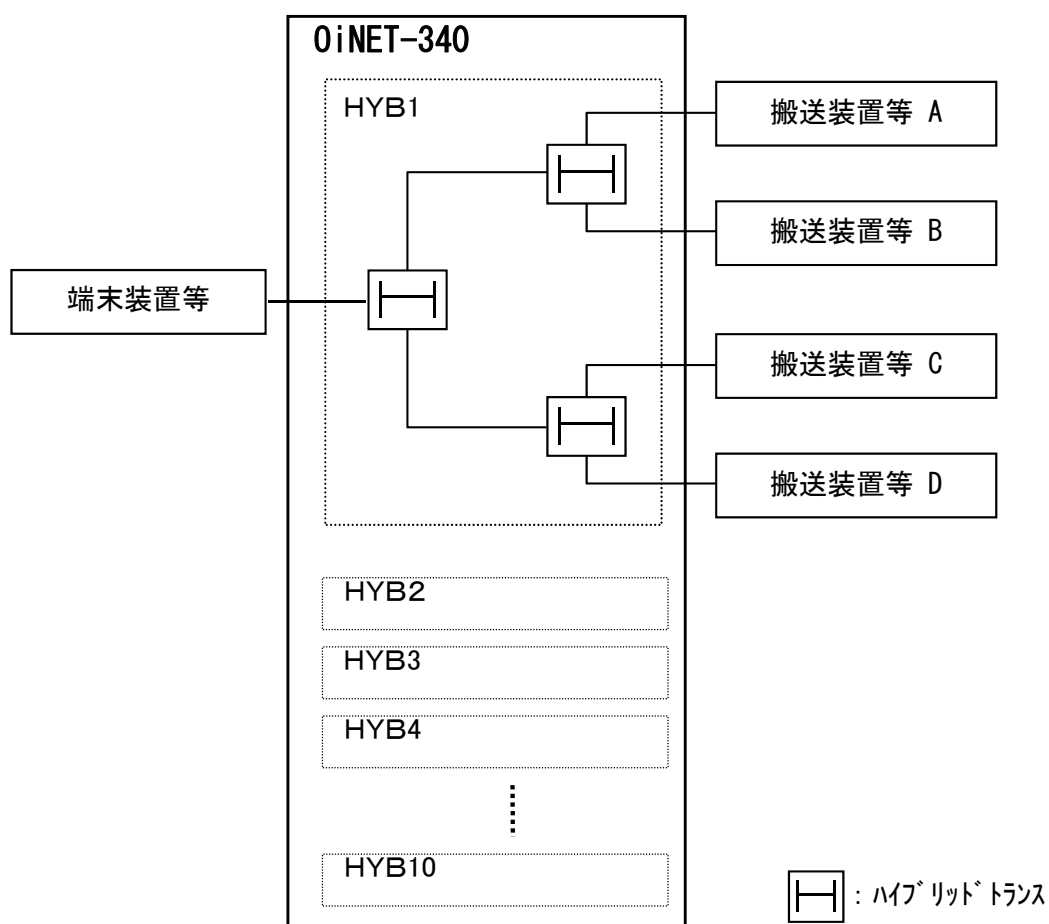 OiNET-340
HYB1
搬送装置等 A
搬送装置等 B
端末装置等
搬送装置等 C
搬送装置等 D
HYB2
HYB3
HYB4
HYB10
：ハイブリッドトランス